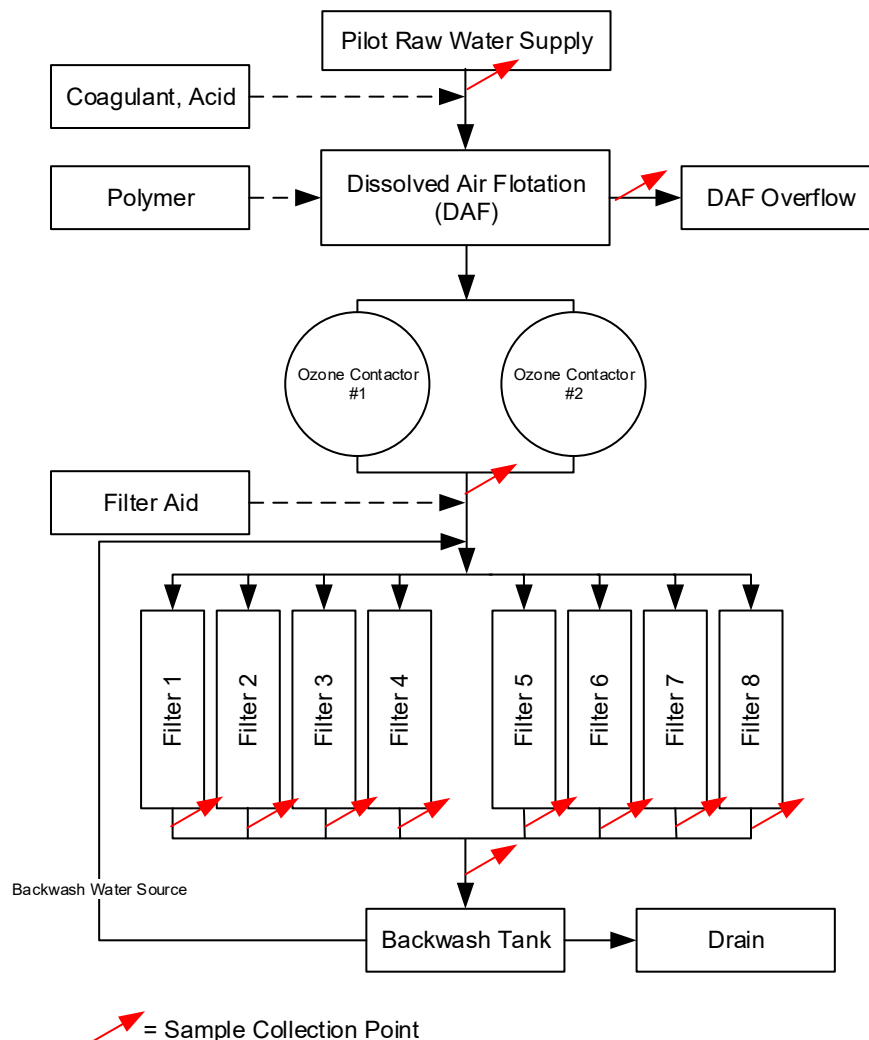 Pilot Raw Water Supply
Coagulant, Acid
Polymer
Dissolved Air Flotation
(DAF)
DAF Overflow
Ozone Contactor
#1
Ozone Contactor
#2
Filter Aid
Filter 1
Filter 2
Filter 3
Filter 4
Filter 5
Filter 6
Filter 7
Filter 8
Backwash Water Source
Backwash Tank
Drain
= Sample Collection Point